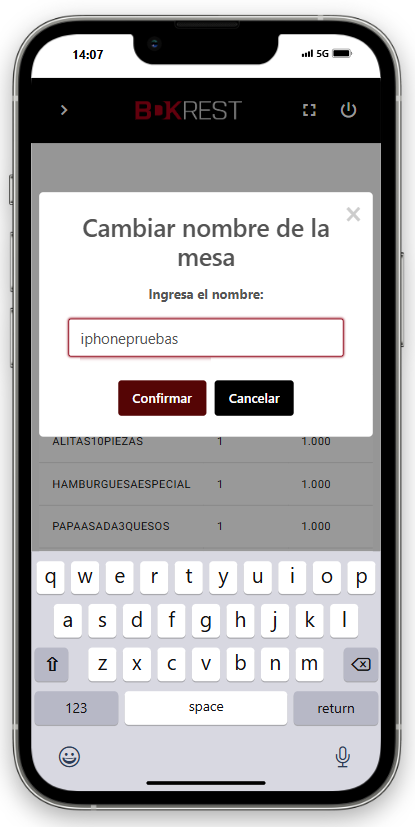 14:07
5G
BDKREST
×
Cambiar nombre de la
mesa
Ingresa el nombre:
iphonepruebas
Confirmar Cancelar
ALITAS10PIEZAS 1 1.000
HAMBURGUESAESPECIAL 1 1.000
PAPAASADA3QUESOS 1 1.000
q w e r t y u i o p
a s d f g h j k l
z x c v b n m
123 space return